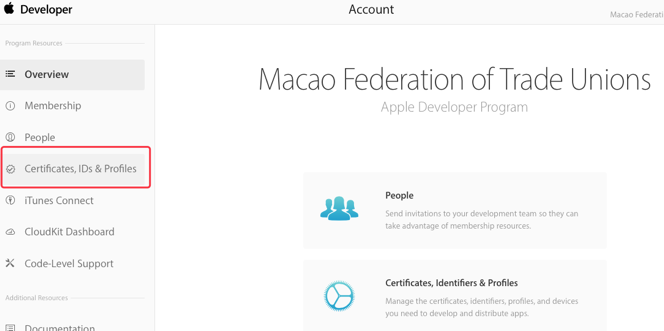 Developer
Account
Macao Federati
Program Resources
Overview
Membership
People
Certificates, IDs & Profiles
iTunes Connect
CloudKit Dashboard
Code-Level Support
Additional Resources
Documentation
Macao Federation of Trade Unions
Apple Developer Program
People
Send invitations to your development team so they can
take advantage of membership resources.
Certificates, Identifiers & Profiles
Manage the certificates, identifiers, profiles, and devices
you need to develop and distribute apps.